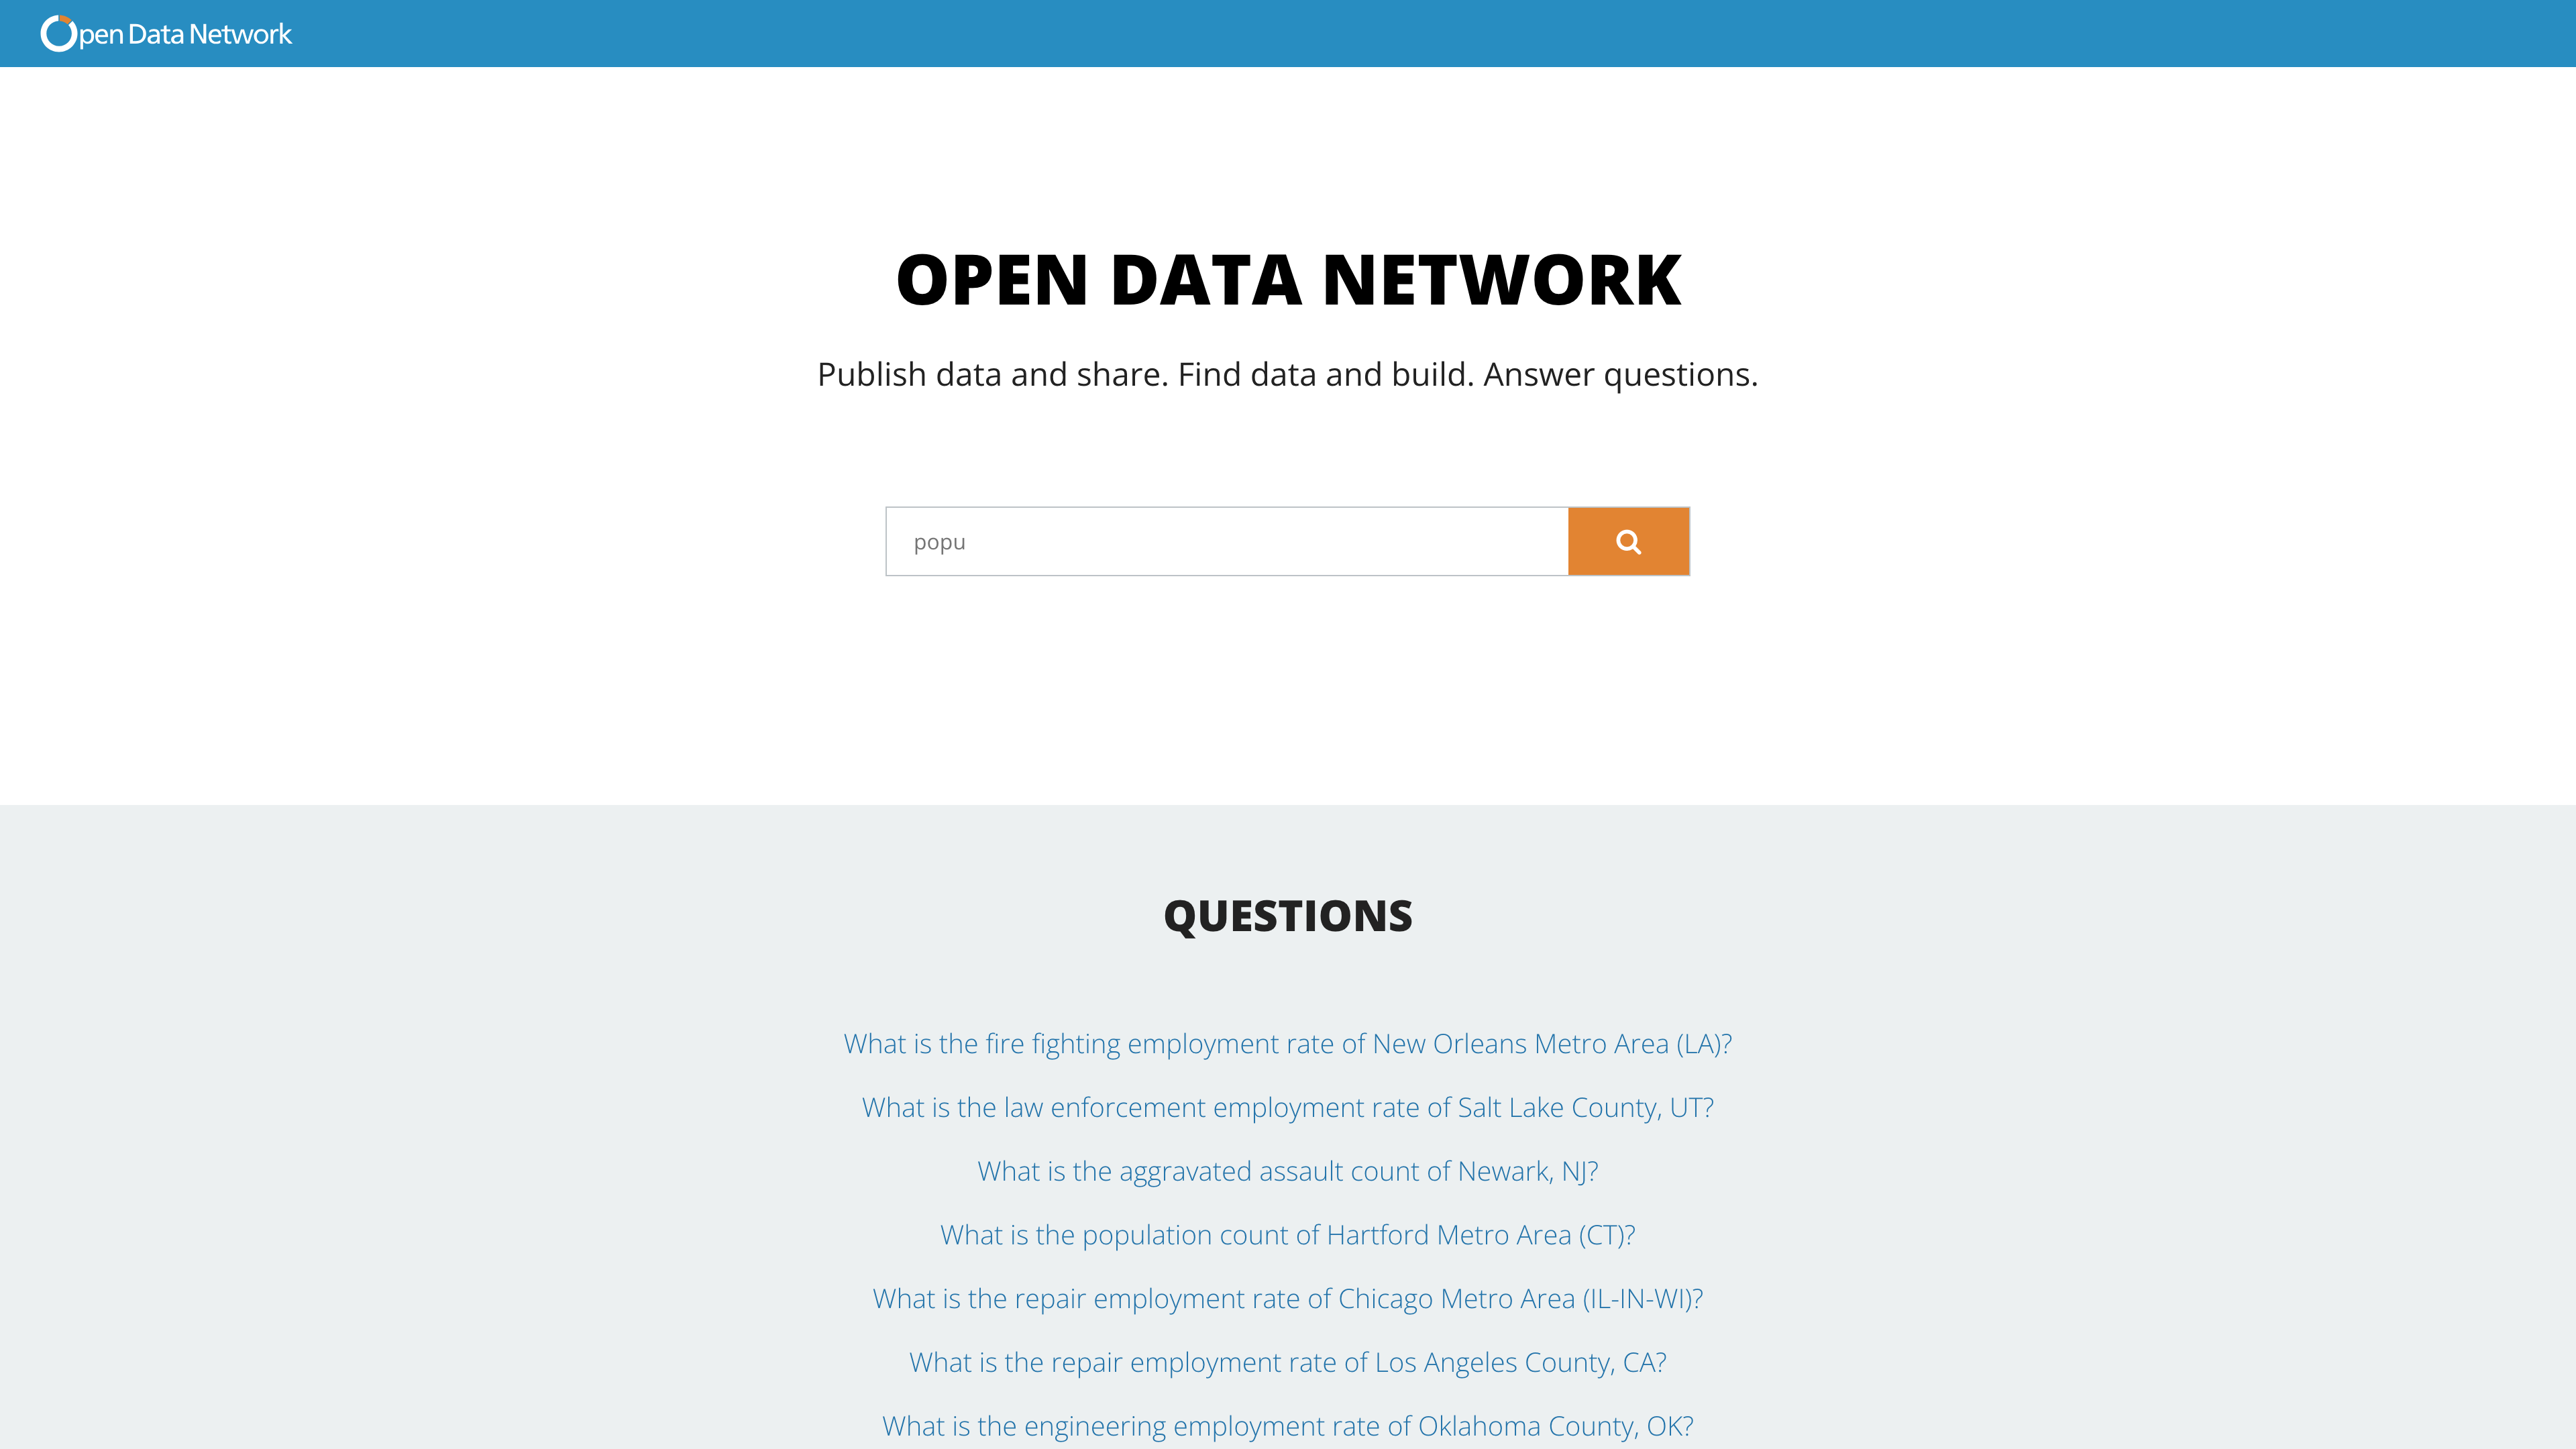 Open Data Network
OPEN DATA NETWORK
Publish data and share. Find data and build. Answer questions.
popu
QUESTIONS
What is the fire fighting employment rate of New Orleans Metro Area (LA)?
What is the law enforcement employment rate of Salt Lake County, UT?
What is the aggravated assault count of Newark, NJ?
What is the population count of Hartford Metro Area (CT)?
What is the repair employment rate of Chicago Metro Area (IL-IN-WI)?
What is the repair employment rate of Los Angeles County, CA?
What is the engineering employment rate of Oklahoma County, OK?